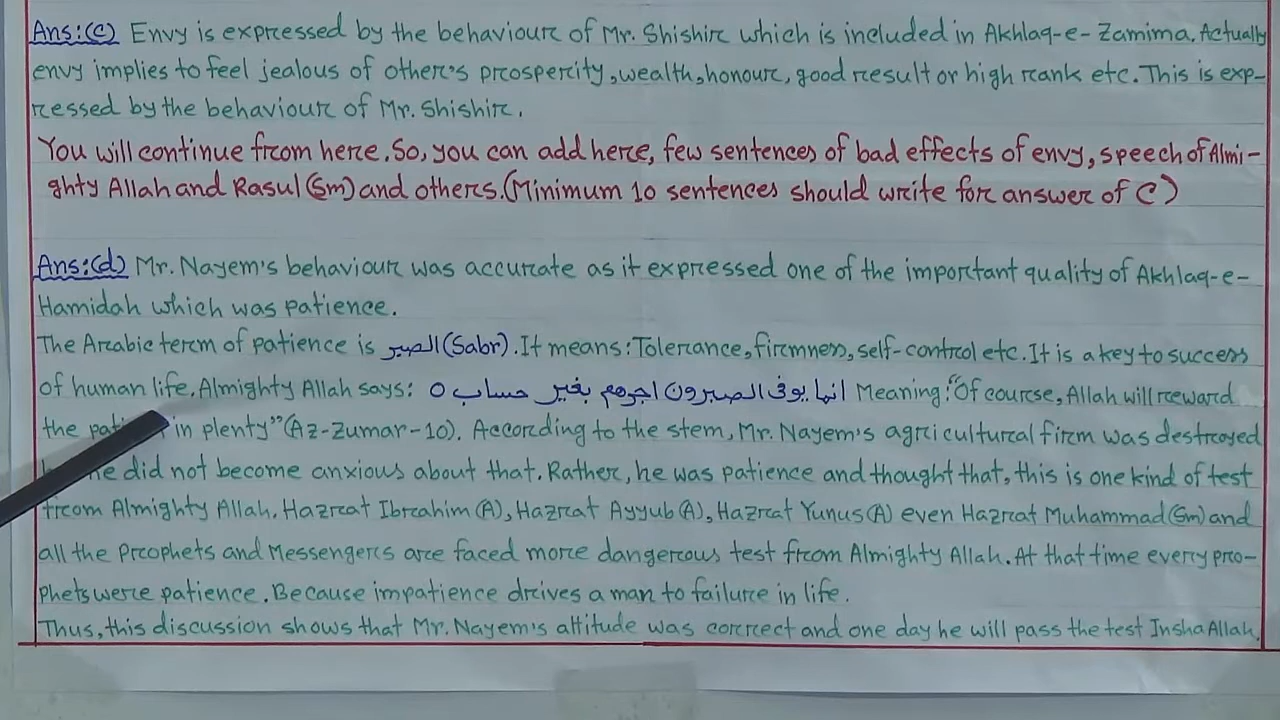 Ans:(c) Envy is expressed by the behaviour of Mr. Shishir which is included in Akhlaq-e-Zamima. Actually
envy implies to feel jealous of other's prosperity, wealth, honour, good result or high rank etc. This is exp-
ressed by the behaviour of Mr. Shishir.
You will continue from here. So, you can add here, few sentences of bad effects of envy, speech of Almi-
ghty Allah and Rasul (Sm) and others. (Minimum 10 sentences should write for answer of C)
Ans:(d) Mr. Nayem's behaviour was accurate as it expressed one of the important quality of Akhlaq-e-
Hamidah which was patience.
The Arabic term of patience is الصبر (Sabr). It means: Tolerance, firmness, self-control etc. It is a key to success
of human life. Almighty Allah says: انما يوفى الصبرون اجرهم بغير حساب ০ Meaning: "Of course, Allah will reward
the in plenty" (Az-Zumar-10). According to the stem, Mr. Nayem's agricultural firm was destroyed
he did not become anxious about that. Rather, he was patience and thought that, this is one kind of test
from Almighty Allah. Hazrat Ibrahim (A), Hazrat Ayyub (A), Hazrat Yunus (A) even Hazrat Muhammad (Sm) and
all the Prophets and Messengers are faced more dangerous test from Almighty Allah. At that time every pro-
phets were patience. Because impatience drives a man to failure in life.
Thus, this discussion shows that Mr. Nayem's attitude was correct and one day he will pass the test Insha Allah.